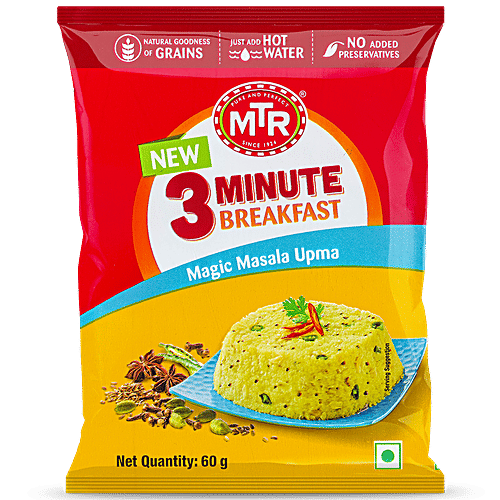 NATURAL GOODNESS
of GRAINS
JUST ADD HOT
WATER
NO ADDED
PRESERVATIVES
PURE AND PERFECT
MTR
®
SINCE 1924
NEW
3 MINUTE
BREAKFAST
Magic Masala Upma
Serving Suggestion
Net Quantity: 60 g